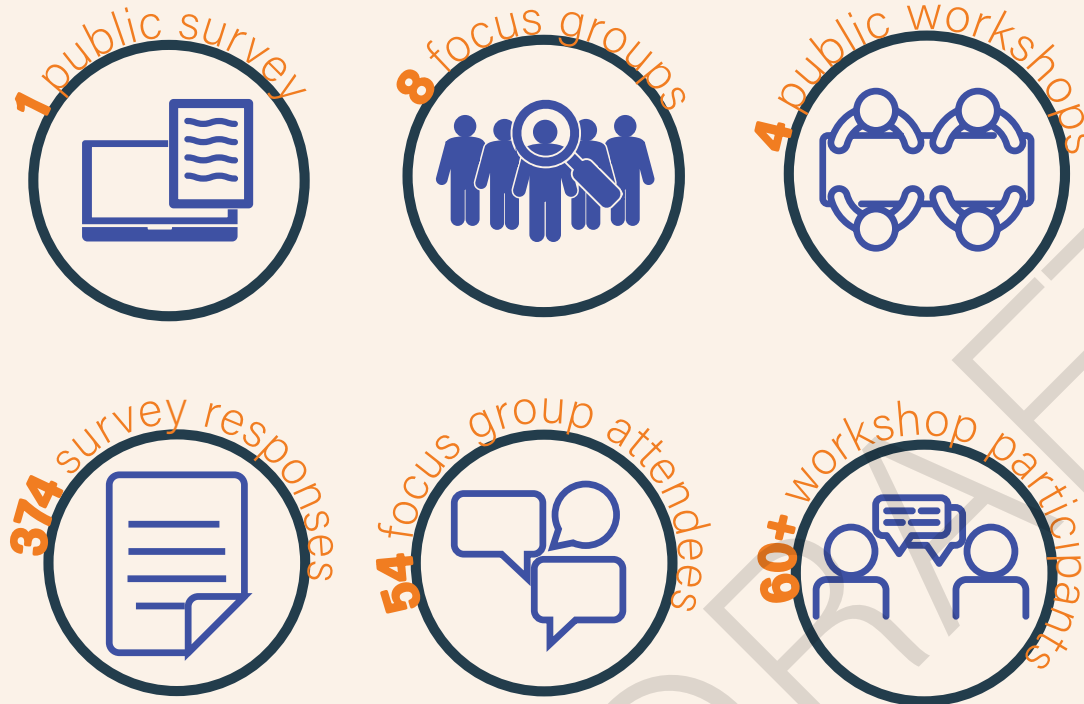 1 public survey
8 focus groups
4 public workshops
374 survey responses
54 focus group attendees
60+ workshop participants